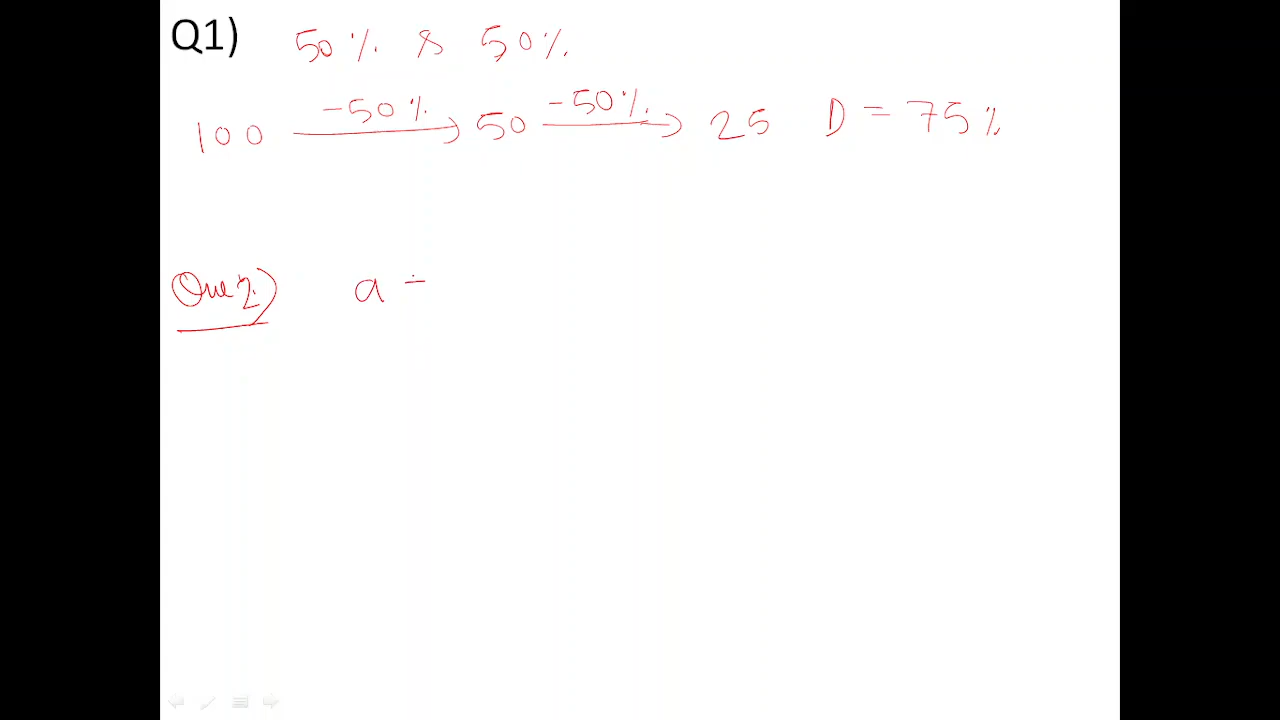 Q1) 50% & 50%
-50% -50%
100 → 50 → 25 D = 75%
Que 2) a =